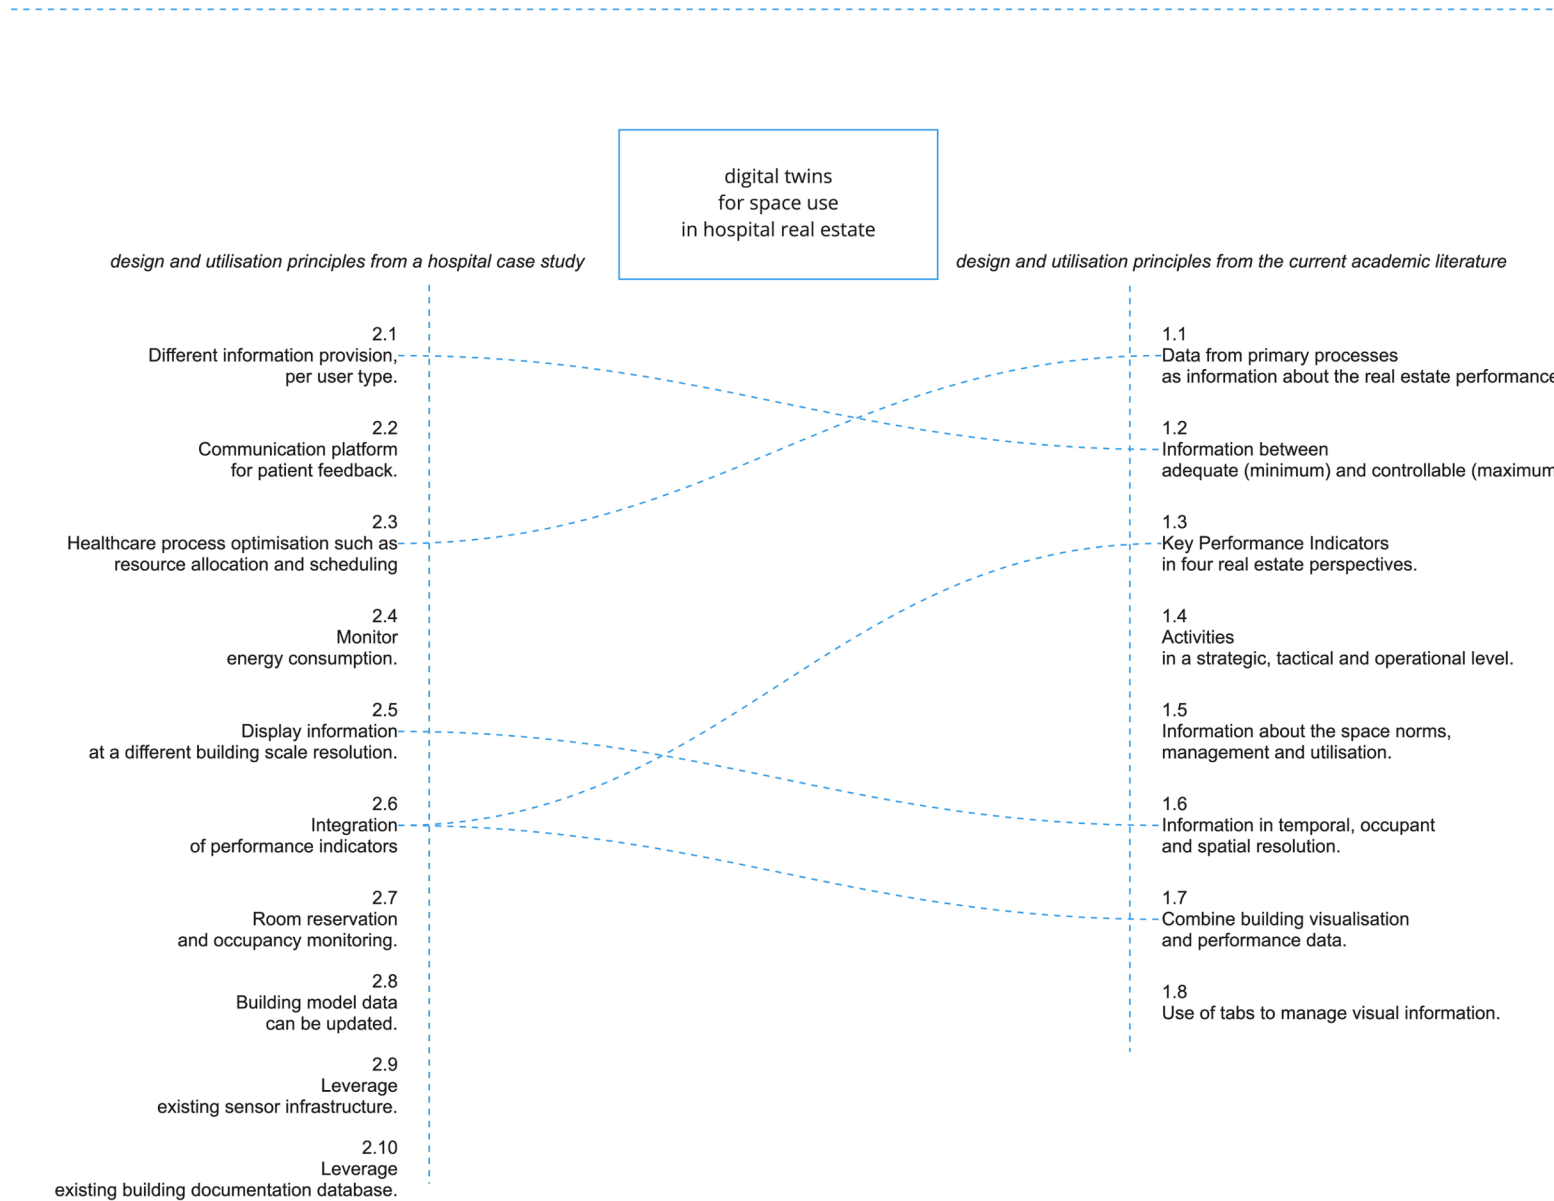 digital twins
for space use
in hospital real estate
design and utilisation principles from a hospital case study
2.1
Different information provision,
per user type.
2.2
Communication platform
for patient feedback.
2.3
Healthcare process optimisation such as
resource allocation and scheduling
2.4
Monitor
energy consumption.
2.5
Display information
at a different building scale resolution.
2.6
Integration
of performance indicators
2.7
Room reservation
and occupancy monitoring.
2.8
Building model data
can be updated.
2.9
Leverage
existing sensor infrastructure.
2.10
Leverage
existing building documentation database.
design and utilisation principles from the current academic literature
1.1
Data from primary processes
as information about the real estate performance
1.2
Information between
adequate (minimum) and controllable (maximum
1.3
Key Performance Indicators
in four real estate perspectives.
1.4
Activities
in a strategic, tactical and operational level.
1.5
Information about the space norms,
management and utilisation.
1.6
Information in temporal, occupant
and spatial resolution.
1.7
Combine building visualisation
and performance data.
1.8
Use of tabs to manage visual information.